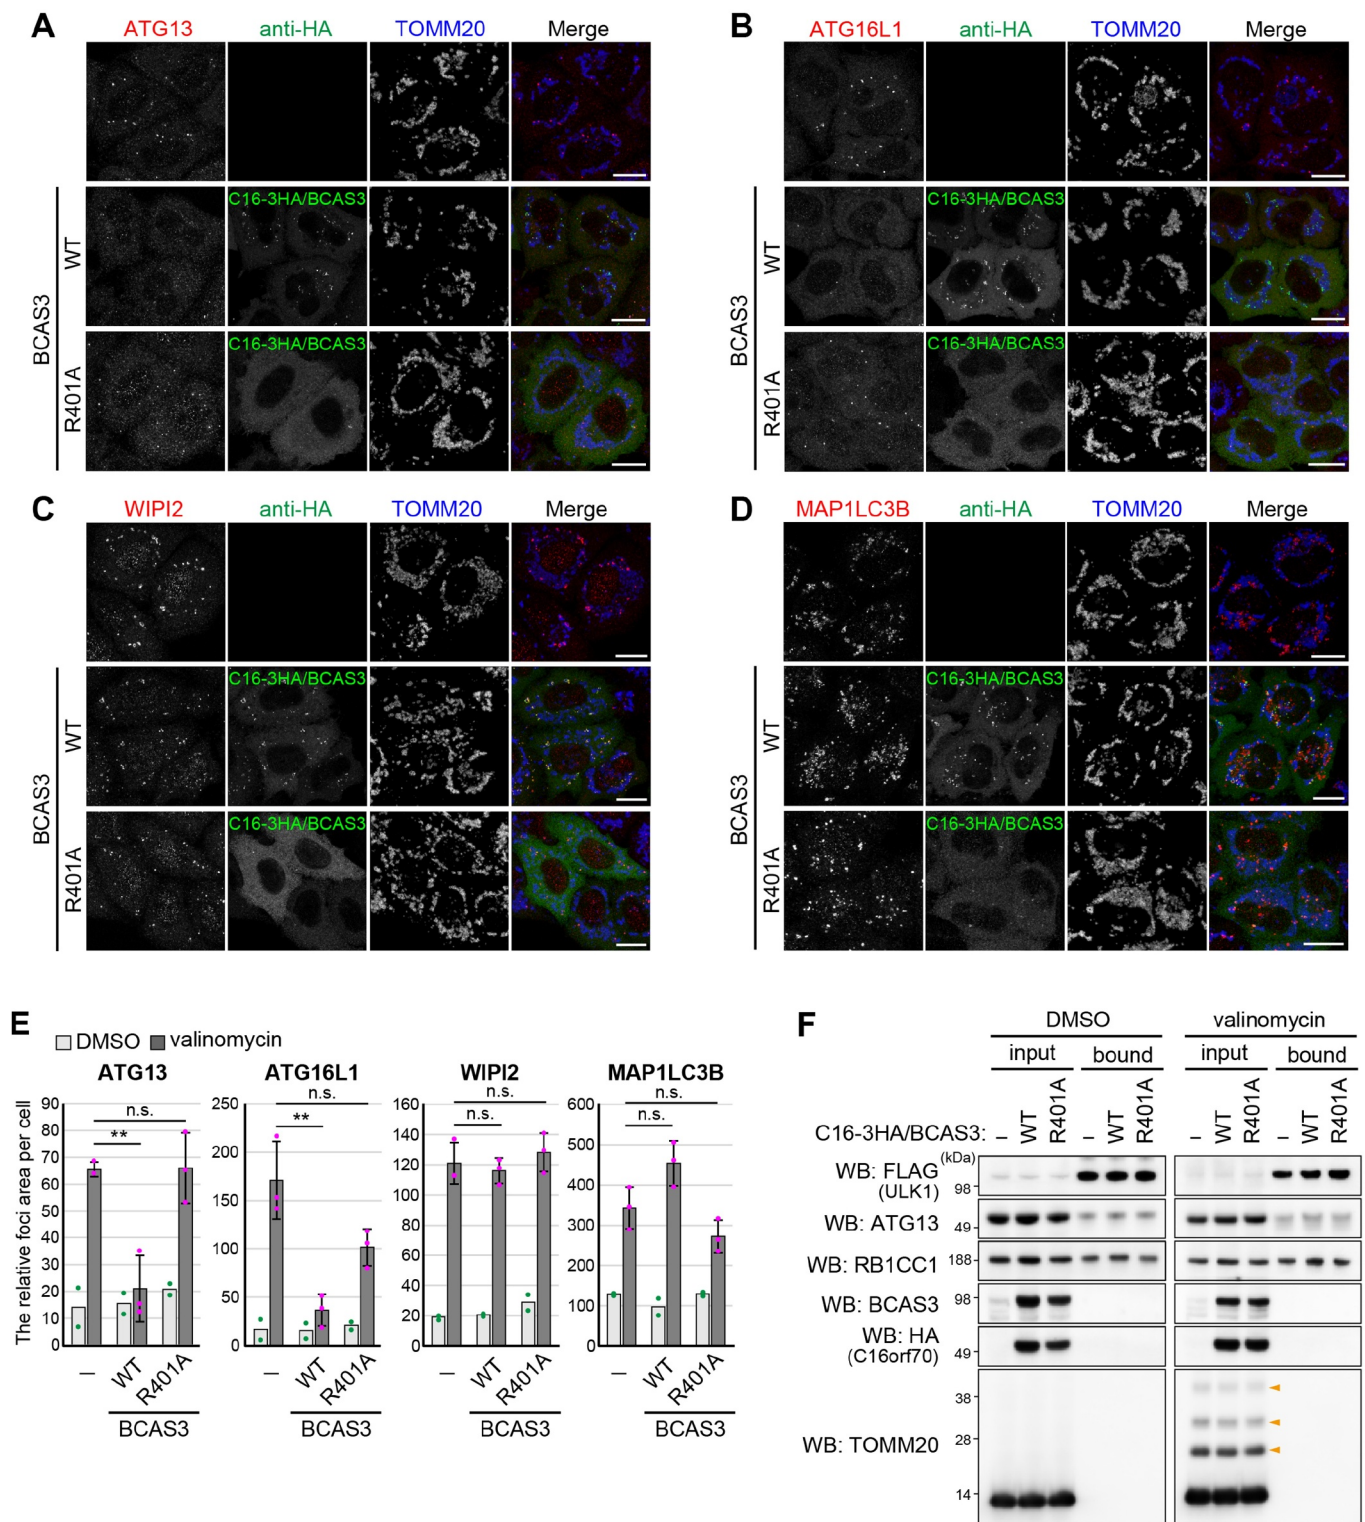 A
ATG13 anti-HA TOMM20 Merge
C16-3HA/BCAS3
WT
C16-3HA/BCAS3
R401A
BCAS3
B
ATG16L1 anti-HA TOMM20 Merge
C16-3HA/BCAS3
WT
C16-3HA/BCAS3
R401A
BCAS3
C
WIPI2 anti-HA TOMM20 Merge
C16-3HA/BCAS3
WT
C16-3HA/BCAS3
R401A
BCAS3
D
MAP1LC3B anti-HA TOMM20 Merge
C16-3HA/BCAS3
WT
C16-3HA/BCAS3
R401A
BCAS3
E
DMSO valinomycin
The relative foci area per cell
ATG13
n.s.
**
90
80
70
60
50
40
30
20
10
0
– WT R401A
BCAS3
ATG16L1
n.s.
**
250
200
150
100
50
0
– WT R401A
BCAS3
WIPI2
n.s.
n.s.
160
140
120
100
80
60
40
20
0
– WT R401A
BCAS3
MAP1LC3B
n.s.
n.s.
600
500
400
300
200
100
0
– WT R401A
BCAS3
F
DMSO valinomycin
input bound input bound
C16-3HA/BCAS3: – WT R401A – WT R401A – WT R401A – WT R401A
(kDa)
WB: FLAG
(ULK1)
98
WB: ATG13
49
WB: RB1CC1 188
WB: BCAS3 98
WB: HA
(C16orf70)
49
38
28
WB: TOMM20
14